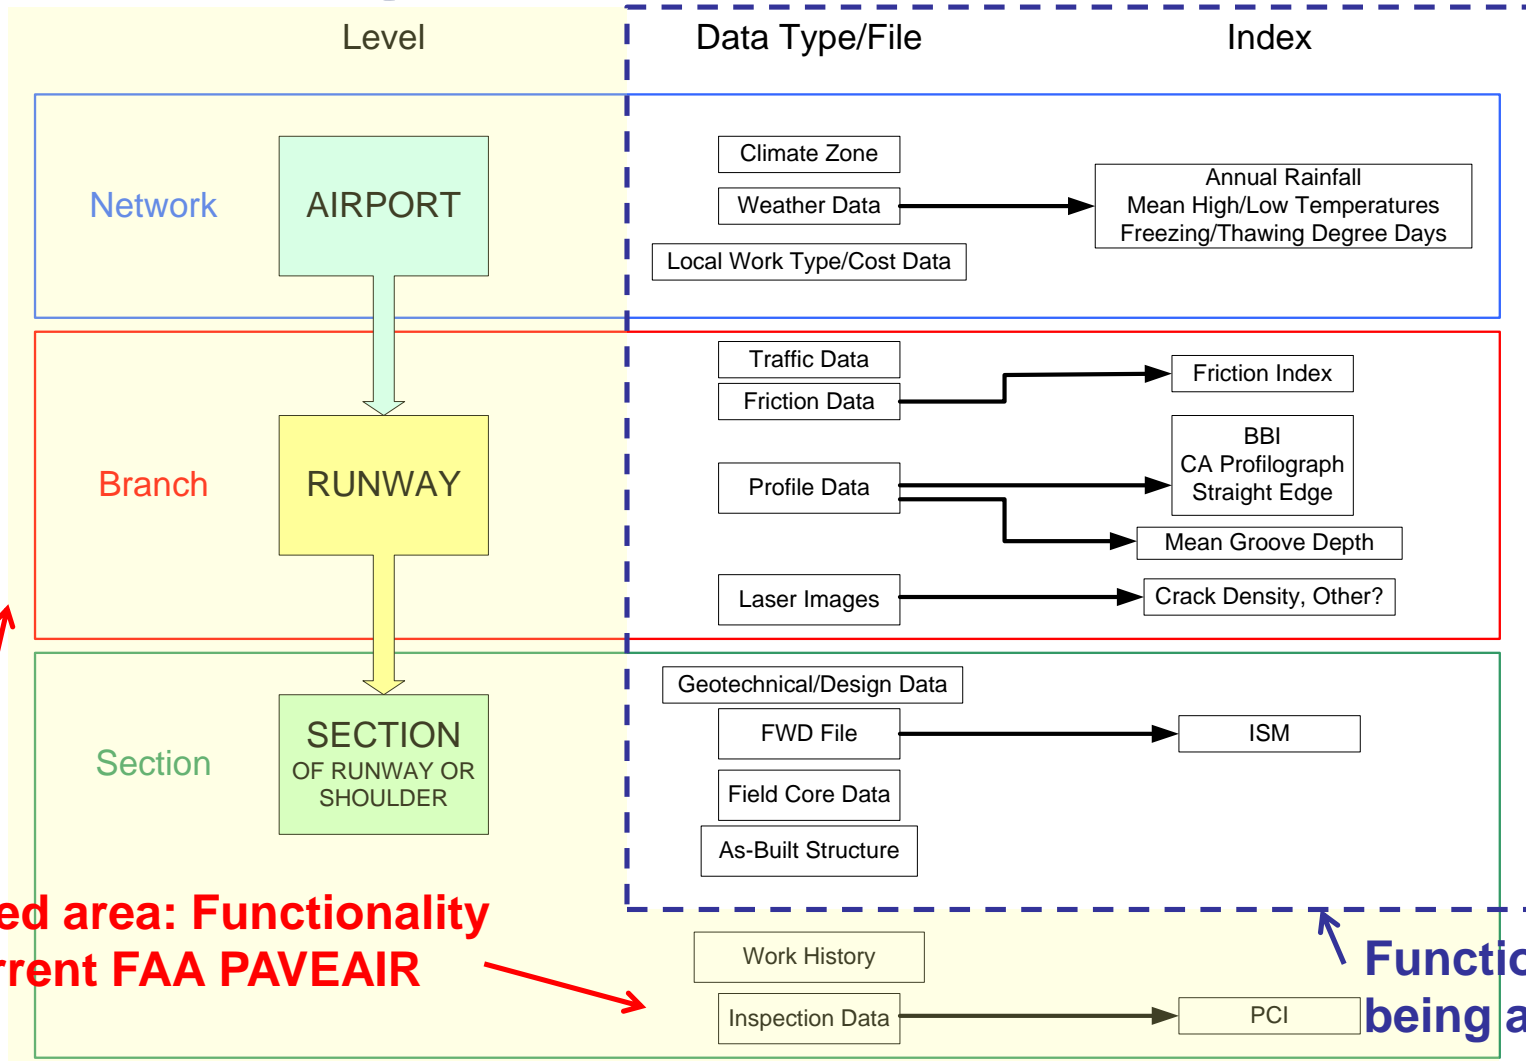 Level
Data Type/File
Index
Network
AIRPORT
Climate Zone
Weather Data
Local Work Type/Cost Data
Annual Rainfall
Mean High/Low Temperatures
Freezing/Thawing Degree Days
Branch
RUNWAY
Traffic Data
Friction Data
Profile Data
Laser Images
Friction Index
BBI
CA Profilograph
Straight Edge
Mean Groove Depth
Crack Density, Other?
Section
SECTION
OF RUNWAY OR
SHOULDER
Geotechnical/Design Data
FWD File
ISM
Field Core Data
As-Built Structure
area: Functionality
FAA PAVEAIR
Work History
Inspection Data
PCI
being